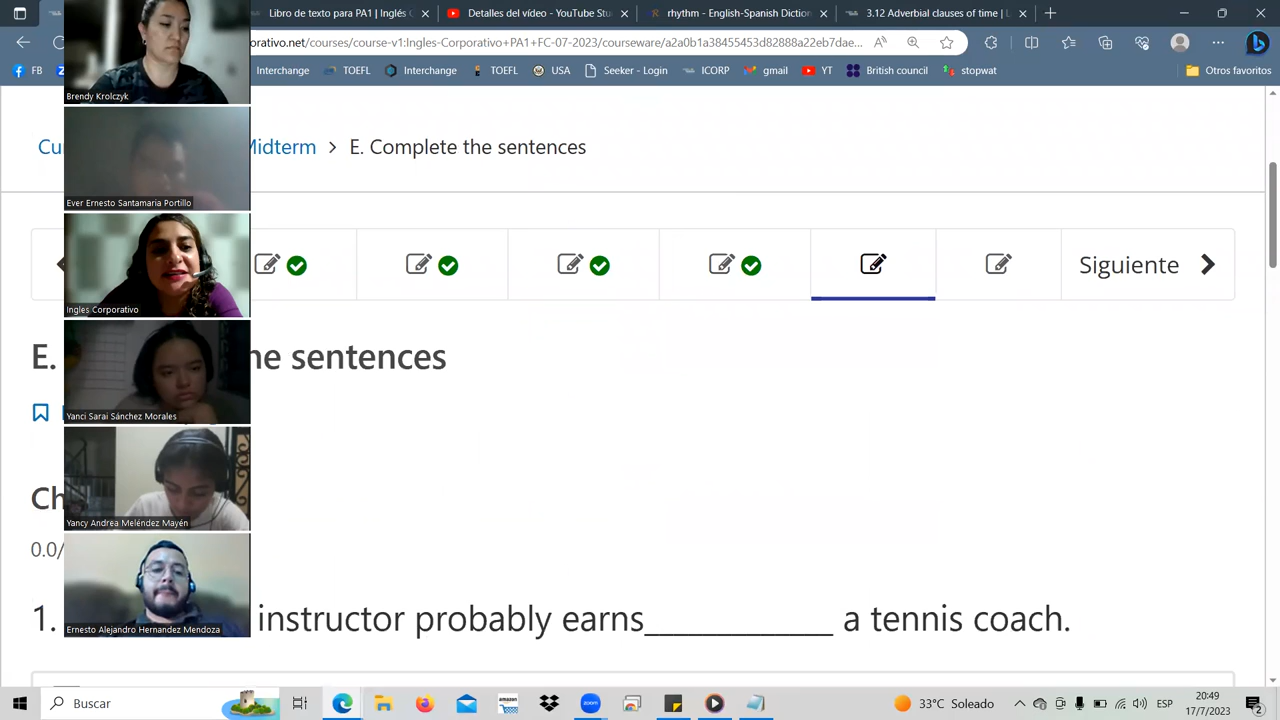 Libro de texto PA1 | Inglés C
Detalles del vídeo - YouTube Stu
rhythm - English-Spanish Diction
3.12 Adverbial clauses of time | L
orativo.net/courses/course-v1:Ingles-Corporativo+PA1+FC-07-2023/courseware/a2a0b1a38455453d82888a22eb7dae...
FB
Interchange
TOEFL
Interchange
TOEFL
USA
Seeker - Login
ICORP
gmail
YT
British council
stopwat
Otros favoritos
Brendy Krolczyk
Cu
Midterm > E. Complete the sentences
Ever Ernesto Santamaria Portillo
Siguiente
Ingles Corporativo
E.
he sentences
Yanci Sarai Sánchez Morales
Ch
Yancy Andrea Meléndez Mayén
0.0/
1.
instructor probably earns____________ a tennis coach.
Ernesto Alejandro Hernandez Mendoza
Buscar
amazon
zoom
33°C Soleado
ESP
20:49
17/7/2023
2